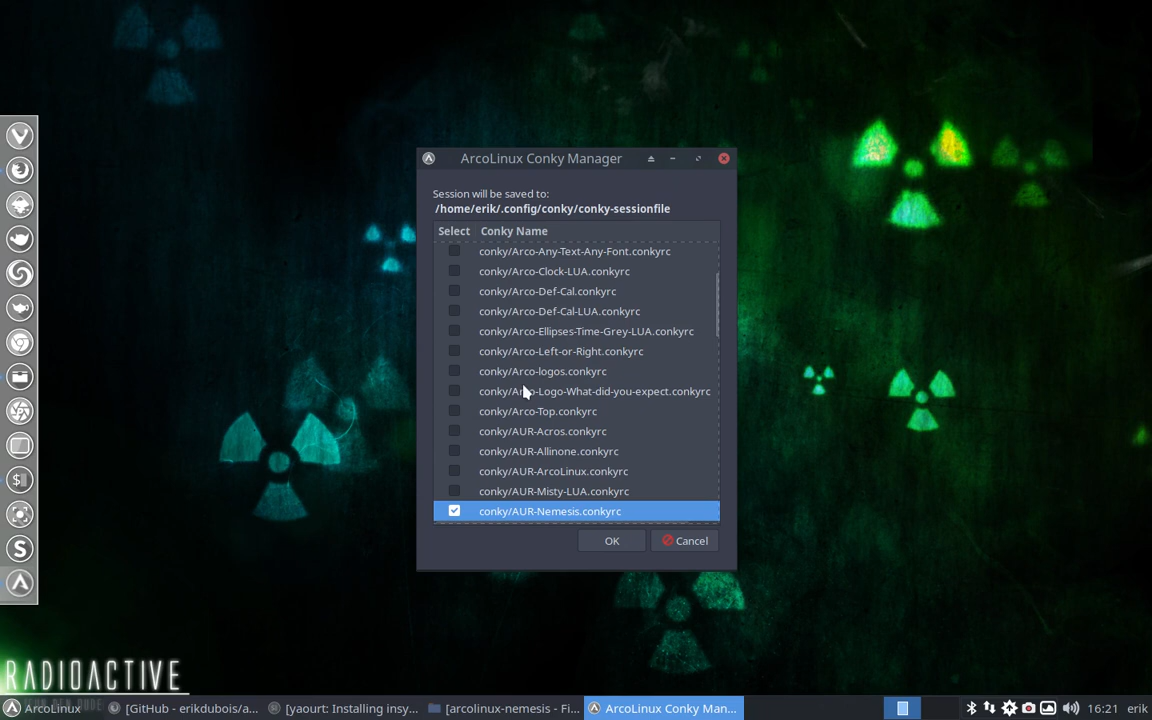 ArcoLinux Conky Manager
Session will be saved to:
/home/erik/.config/conky/conky-sessionfile
Select Conky Name
conky/Arco-Any-Text-Any-Font.conkyrc
conky/Arco-Clock-LUA.conkyrc
conky/Arco-Def-Cal.conkyrc
conky/Arco-Def-Cal-LUA.conkyrc
conky/Arco-Ellipses-Time-Grey-LUA.conkyrc
conky/Arco-Left-or-Right.conkyrc
conky/Arco-logos.conkyrc
conky/Arco-Logo-What-did-you-expect.conkyrc
conky/Arco-Top.conkyrc
conky/AUR-Acros.conkyrc
conky/AUR-Allinone.conkyrc
conky/AUR-ArcoLinux.conkyrc
conky/AUR-Misty-LUA.conkyrc
conky/AUR-Nemesis.conkyrc
OK Cancel
RADIOACTIVE
ArcoLinux [GitHub - erikdubois/a... [yaourt: Installing insy... [arcolinux-nemesis - Fi... ArcoLinux Conky Man... 16:21 erik